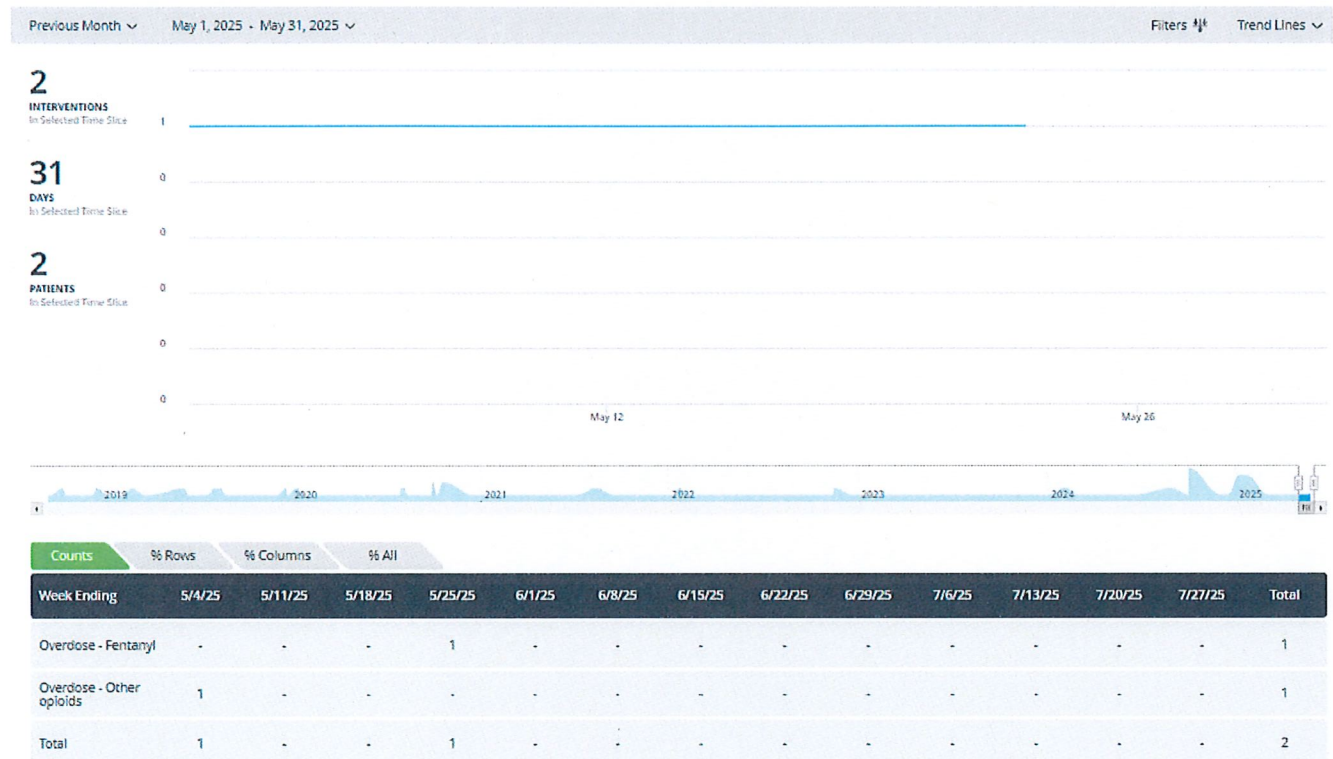 Previous Month May 1, 2025 - May 31, 2025 Filters Trend Lines
2
INTERVENTIONS
In Selected Time Slice
1
31
0
DAYS
In Selected Time Slice
0
2
PATIENTS
0
In Selected Time Slice
0
0
May 12 May 26
2019 2020 2021 2022 2023 2024 2025
Counts % Rows % Columns % All
Week Ending 5/4/25 5/11/25 5/18/25 5/25/25 6/1/25 6/8/25 6/15/25 6/22/25 6/29/25 7/6/25 7/13/25 7/20/25 7/27/25 Total
Overdose - Fentanyl - - - 1 - - - - - - - - - 1
Overdose - Other
opioids 1 - - - - - - - - - - - - 1
Total 1 - - 1 - - - - - - - - - 2